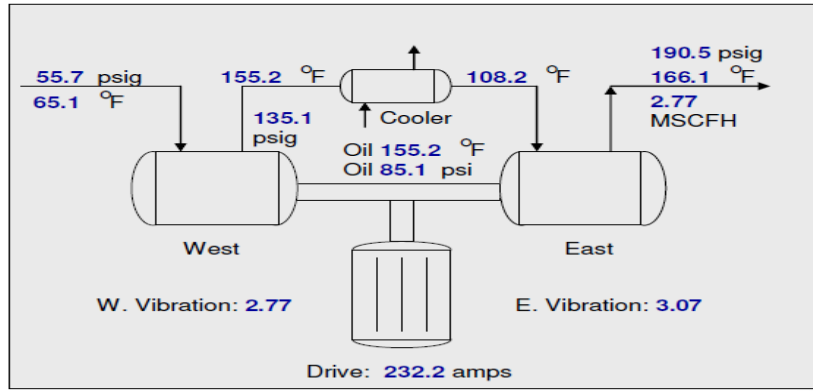 55.7 psig
65.1 °F
155.2 °F
135.1
psig
Cooler
108.2 °F
190.5 psig
166.1 °F
2.77
MSCFH
Oil 155.2 °F
Oil 85.1 psi
West
East
W. Vibration: 2.77
E. Vibration: 3.07
Drive: 232.2 amps